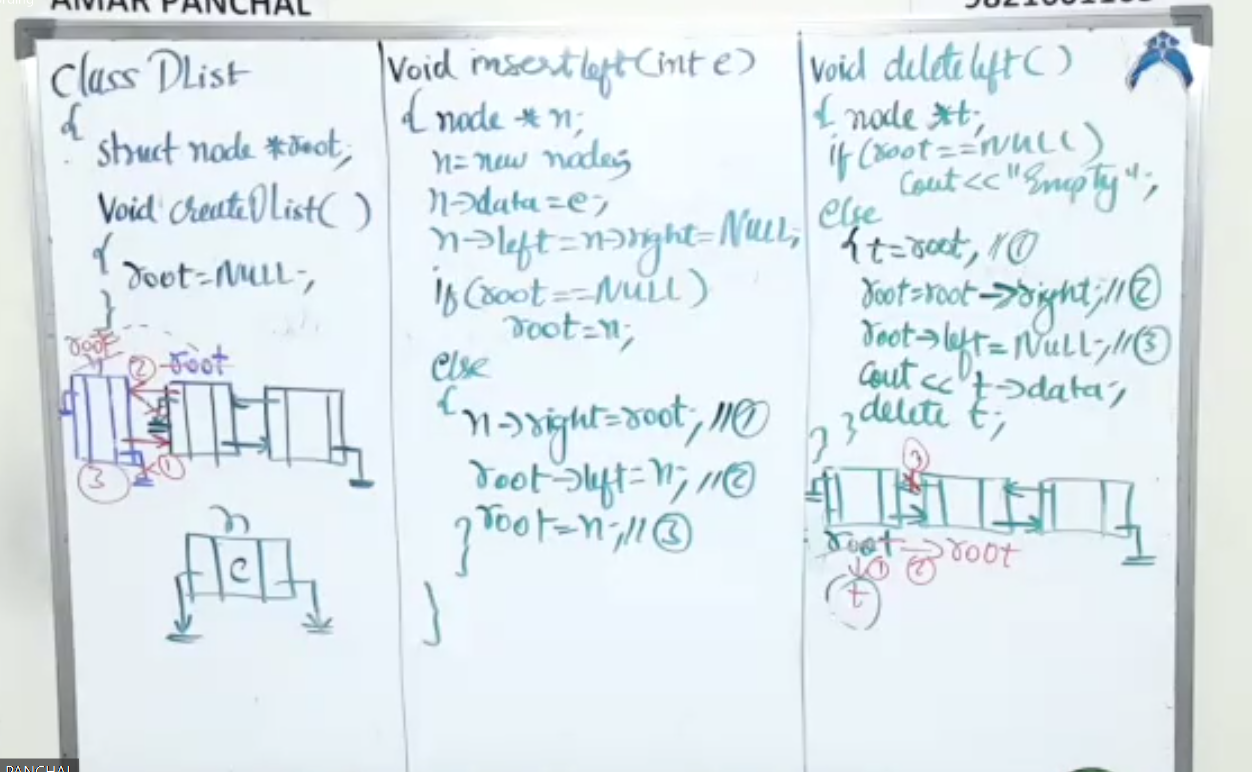 AMAR PANCHAL
Class DList
{
struct node *root;
Void createDlist( )
{
root=NULL;
}
root
② root
①
③
n
e
Void insertleft(int e)
{ node * n;
n=new node;
n->data=e;
n->left=n->right=NULL;
if(root==NULL)
root=n;
else
{
n->right=root; //①
root->left=n; //②
root=n; //③
}
}
Void deleteleft( )
{ node *t;
if(root==NULL)
Cout<<"Empty";
else
{ t=root; //①
root=root->right; //②
root->left=NULL; //③
Cout << t->data;
delete t;
} }
③
root -> root
① ②
t
PANCHAL